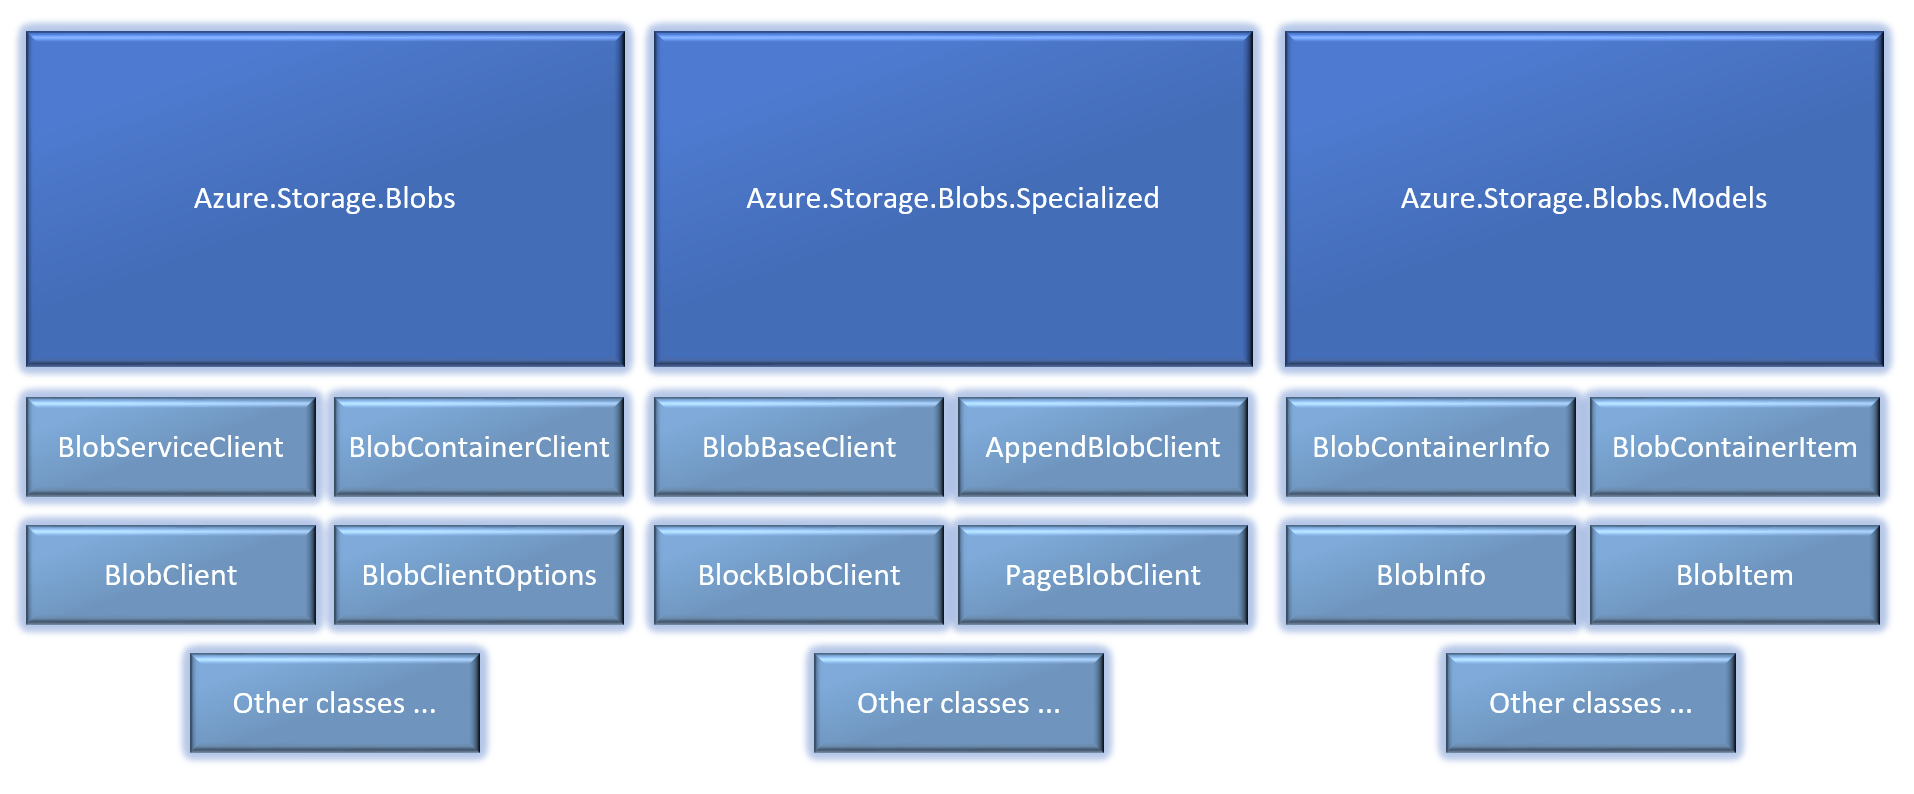 Azure.Storage.Blobs
Azure.Storage.Blobs.Specialized
Azure.Storage.Blobs.Models
BlobServiceClient
BlobContainerClient
BlobBaseClient
AppendBlobClient
BlobContainerInfo
BlobContainerItem
BlobClient
BlobClientOptions
BlockBlobClient
PageBlobClient
BlobInfo
BlobItem
Other classes ...
Other classes ...
Other classes ...